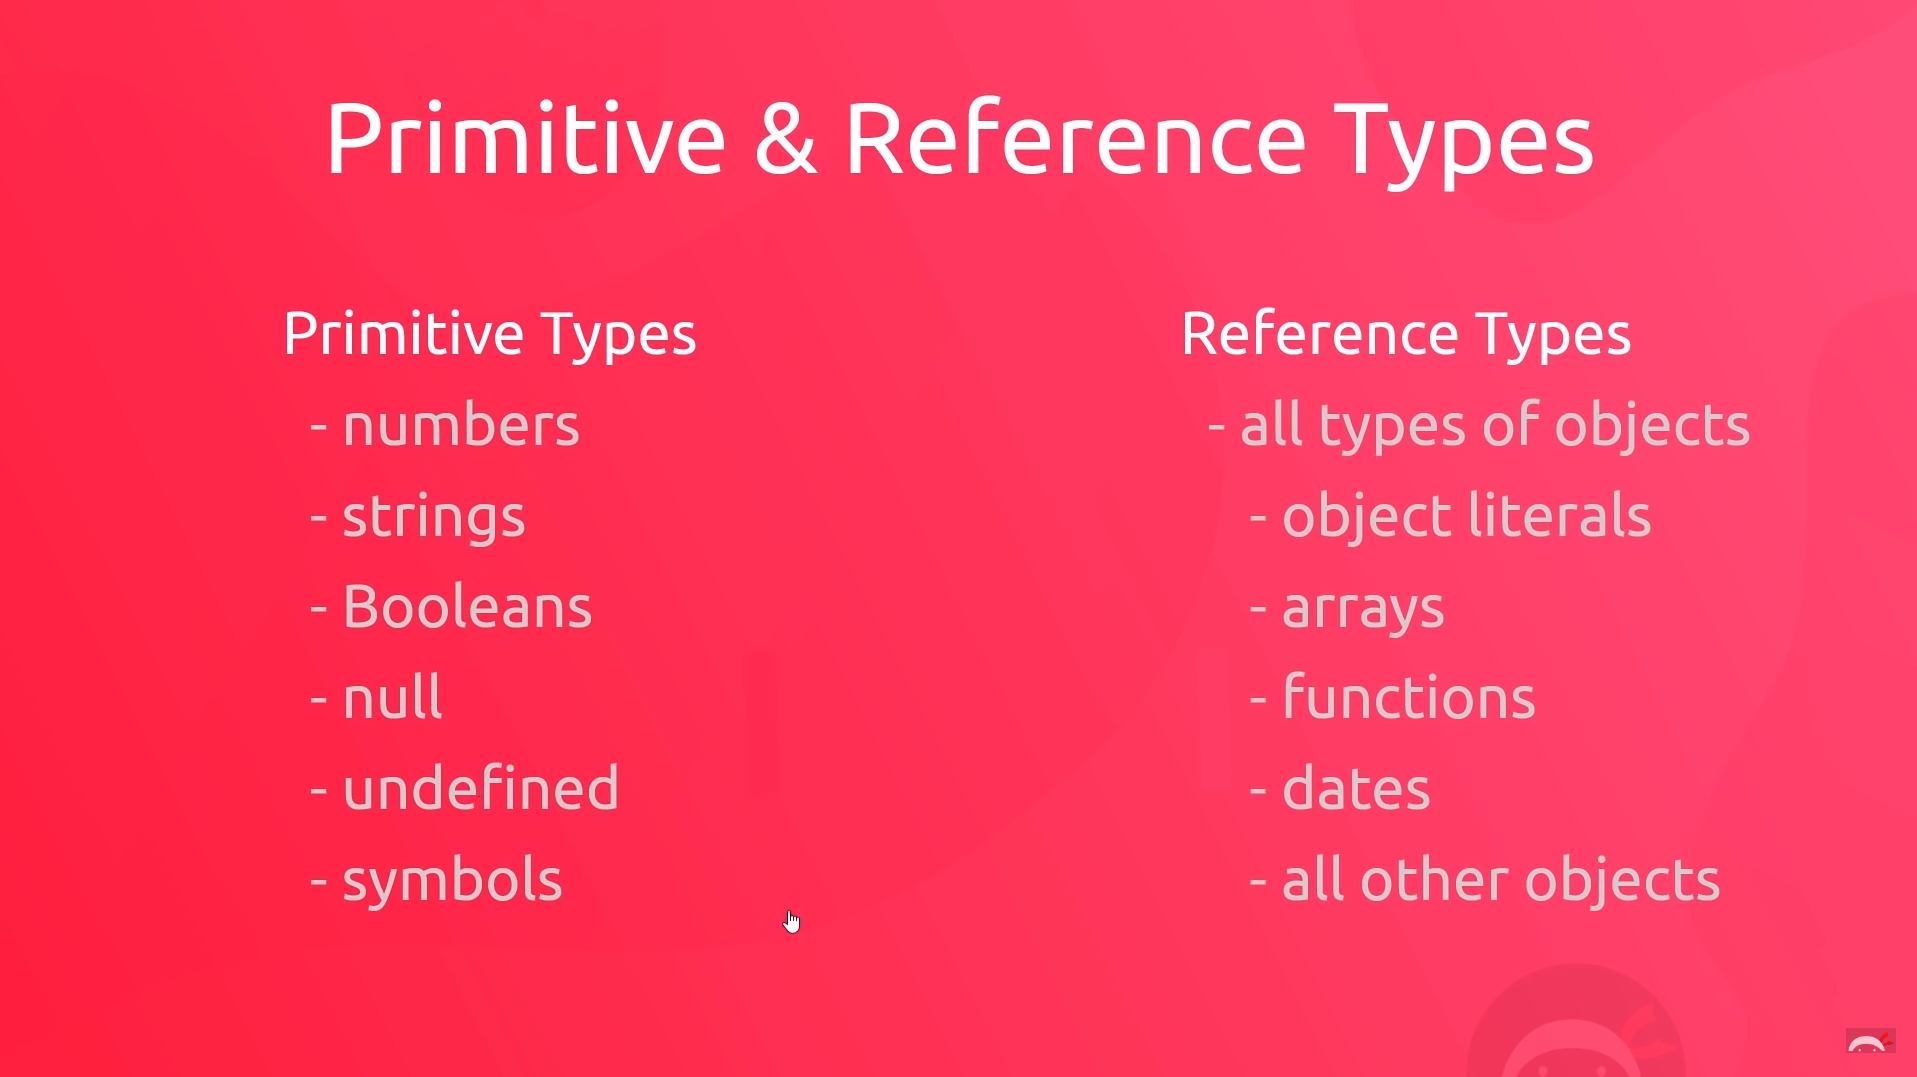 Primitive & Reference Types
Primitive Types
- numbers
- strings
- Booleans
- null
- undefined
- symbols
Reference Types
- all types of objects
- object literals
- arrays
- functions
- dates
- all other objects